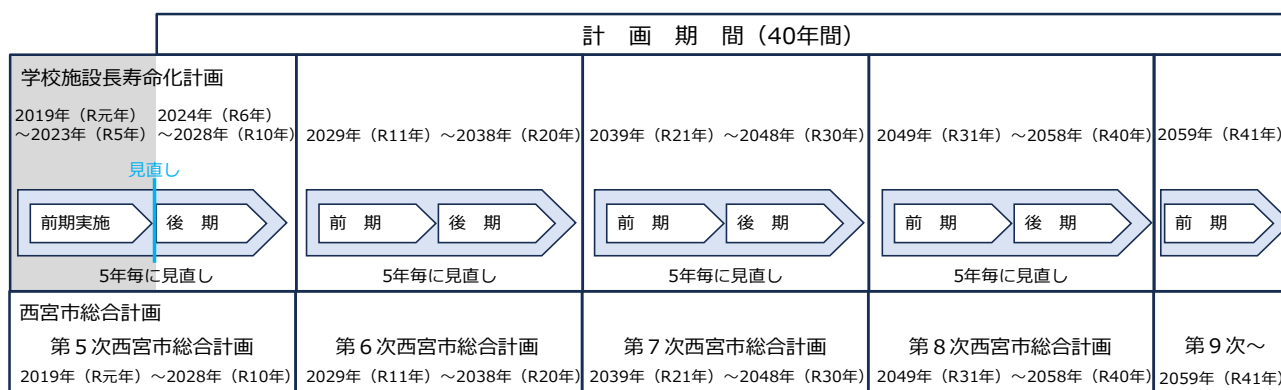 計 画 期 間（40年間）
学校施設長寿命化計画
2019年（R元年）
～2023年（R5年）
2024年（R6年）
～2028年（R10年）
2029年（R11年）～2038年（R20年）
2039年（R21年）～2048年（R30年）
2049年（R31年）～2058年（R40年）
2059年（R41年）
見直し
前期実施
後 期
前 期
後 期
前 期
後 期
前 期
後 期
前 期
5年毎に見直し
5年毎に見直し
5年毎に見直し
5年毎に見直し
西宮市総合計画
第５次西宮市総合計画
2019年（R元年）～2028年（R10年）
第６次西宮市総合計画
2029年（R11年）～2038年（R20年）
第７次西宮市総合計画
2039年（R21年）～2048年（R30年）
第８次西宮市総合計画
2049年（R31年）～2058年（R40年）
第９次～
2059年（R41年）